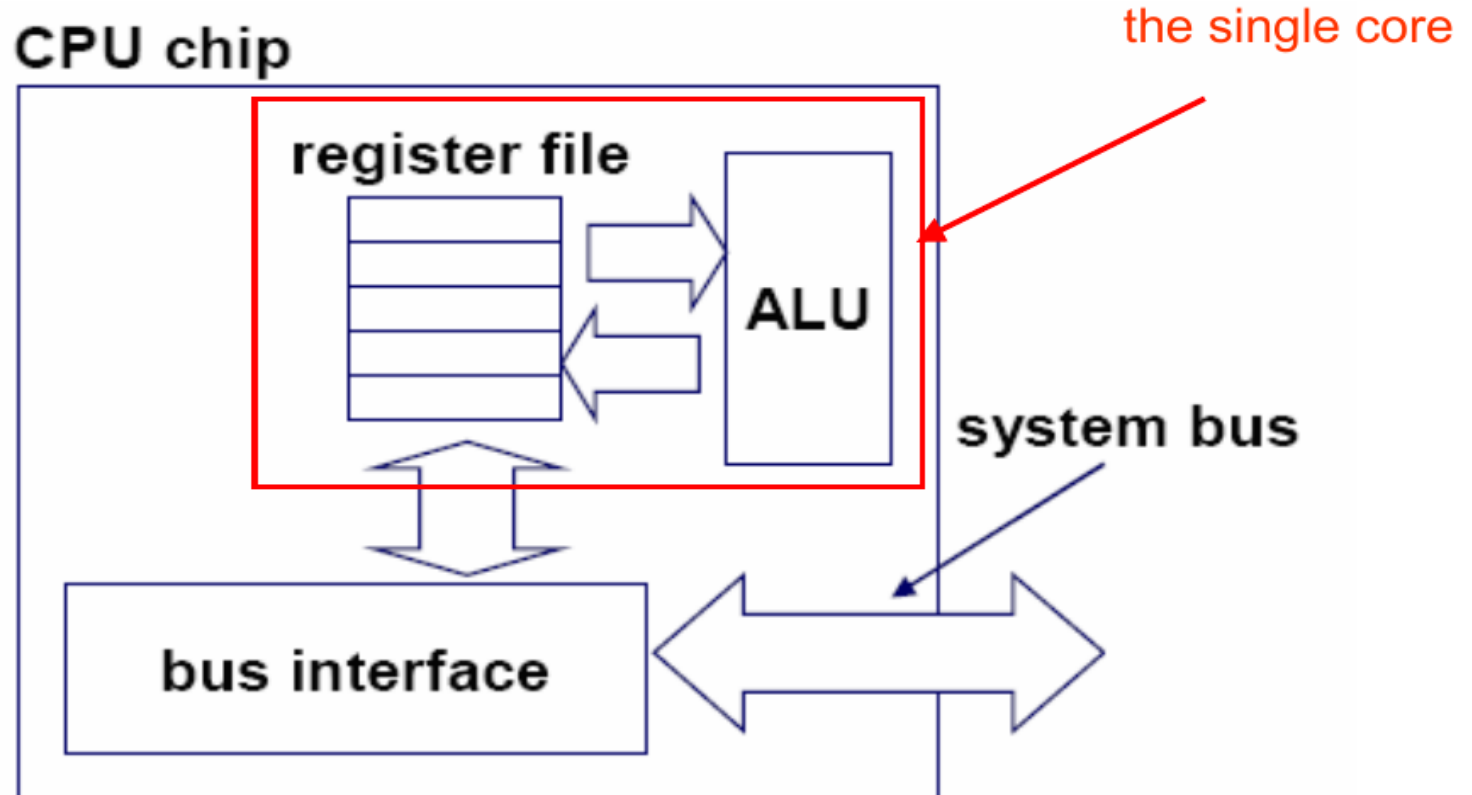 the single core
CPU chip
register file
ALU
system bus
bus interface